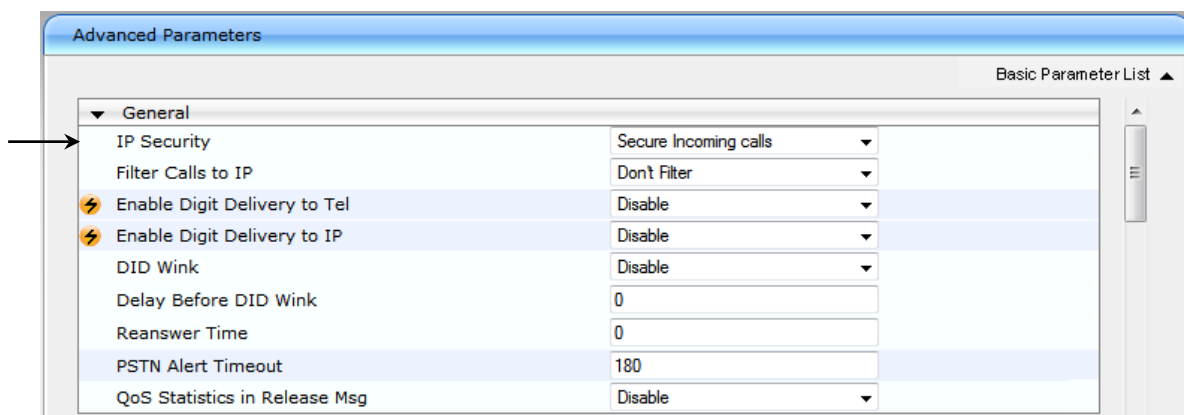 Advanced Parameters
Basic Parameter List
General
IP Security Secure Incoming calls
Filter Calls to IP Don't Filter
Enable Digit Delivery to Tel Disable
Enable Digit Delivery to IP Disable
DID Wink Disable
Delay Before DID Wink 0
Reanswer Time 0
PSTN Alert Timeout 180
QoS Statistics in Release Msg Disable